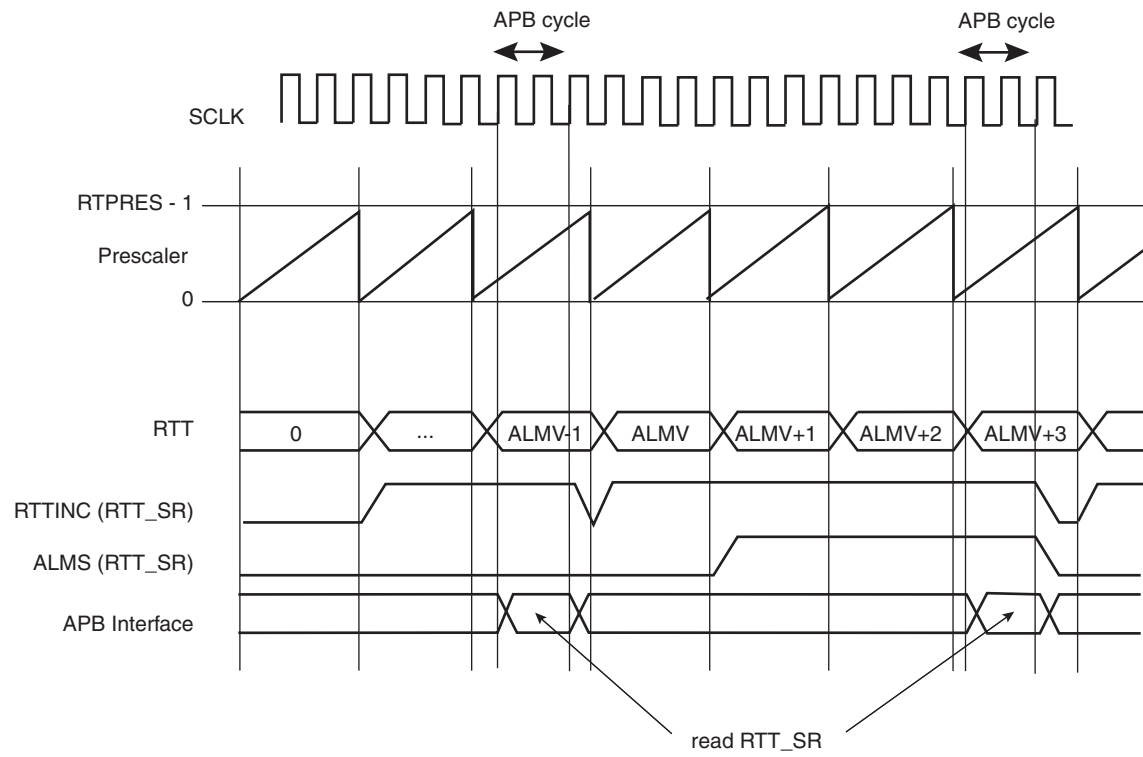 APB cycle
APB cycle
SCLK
RTPRES - 1
Prescaler
0
RTT
0
...
ALMV-1
ALMV
ALMV+1
ALMV+2
ALMV+3
RTTINC (RTT_SR)
ALMS (RTT_SR)
APB Interface
read RTT_SR